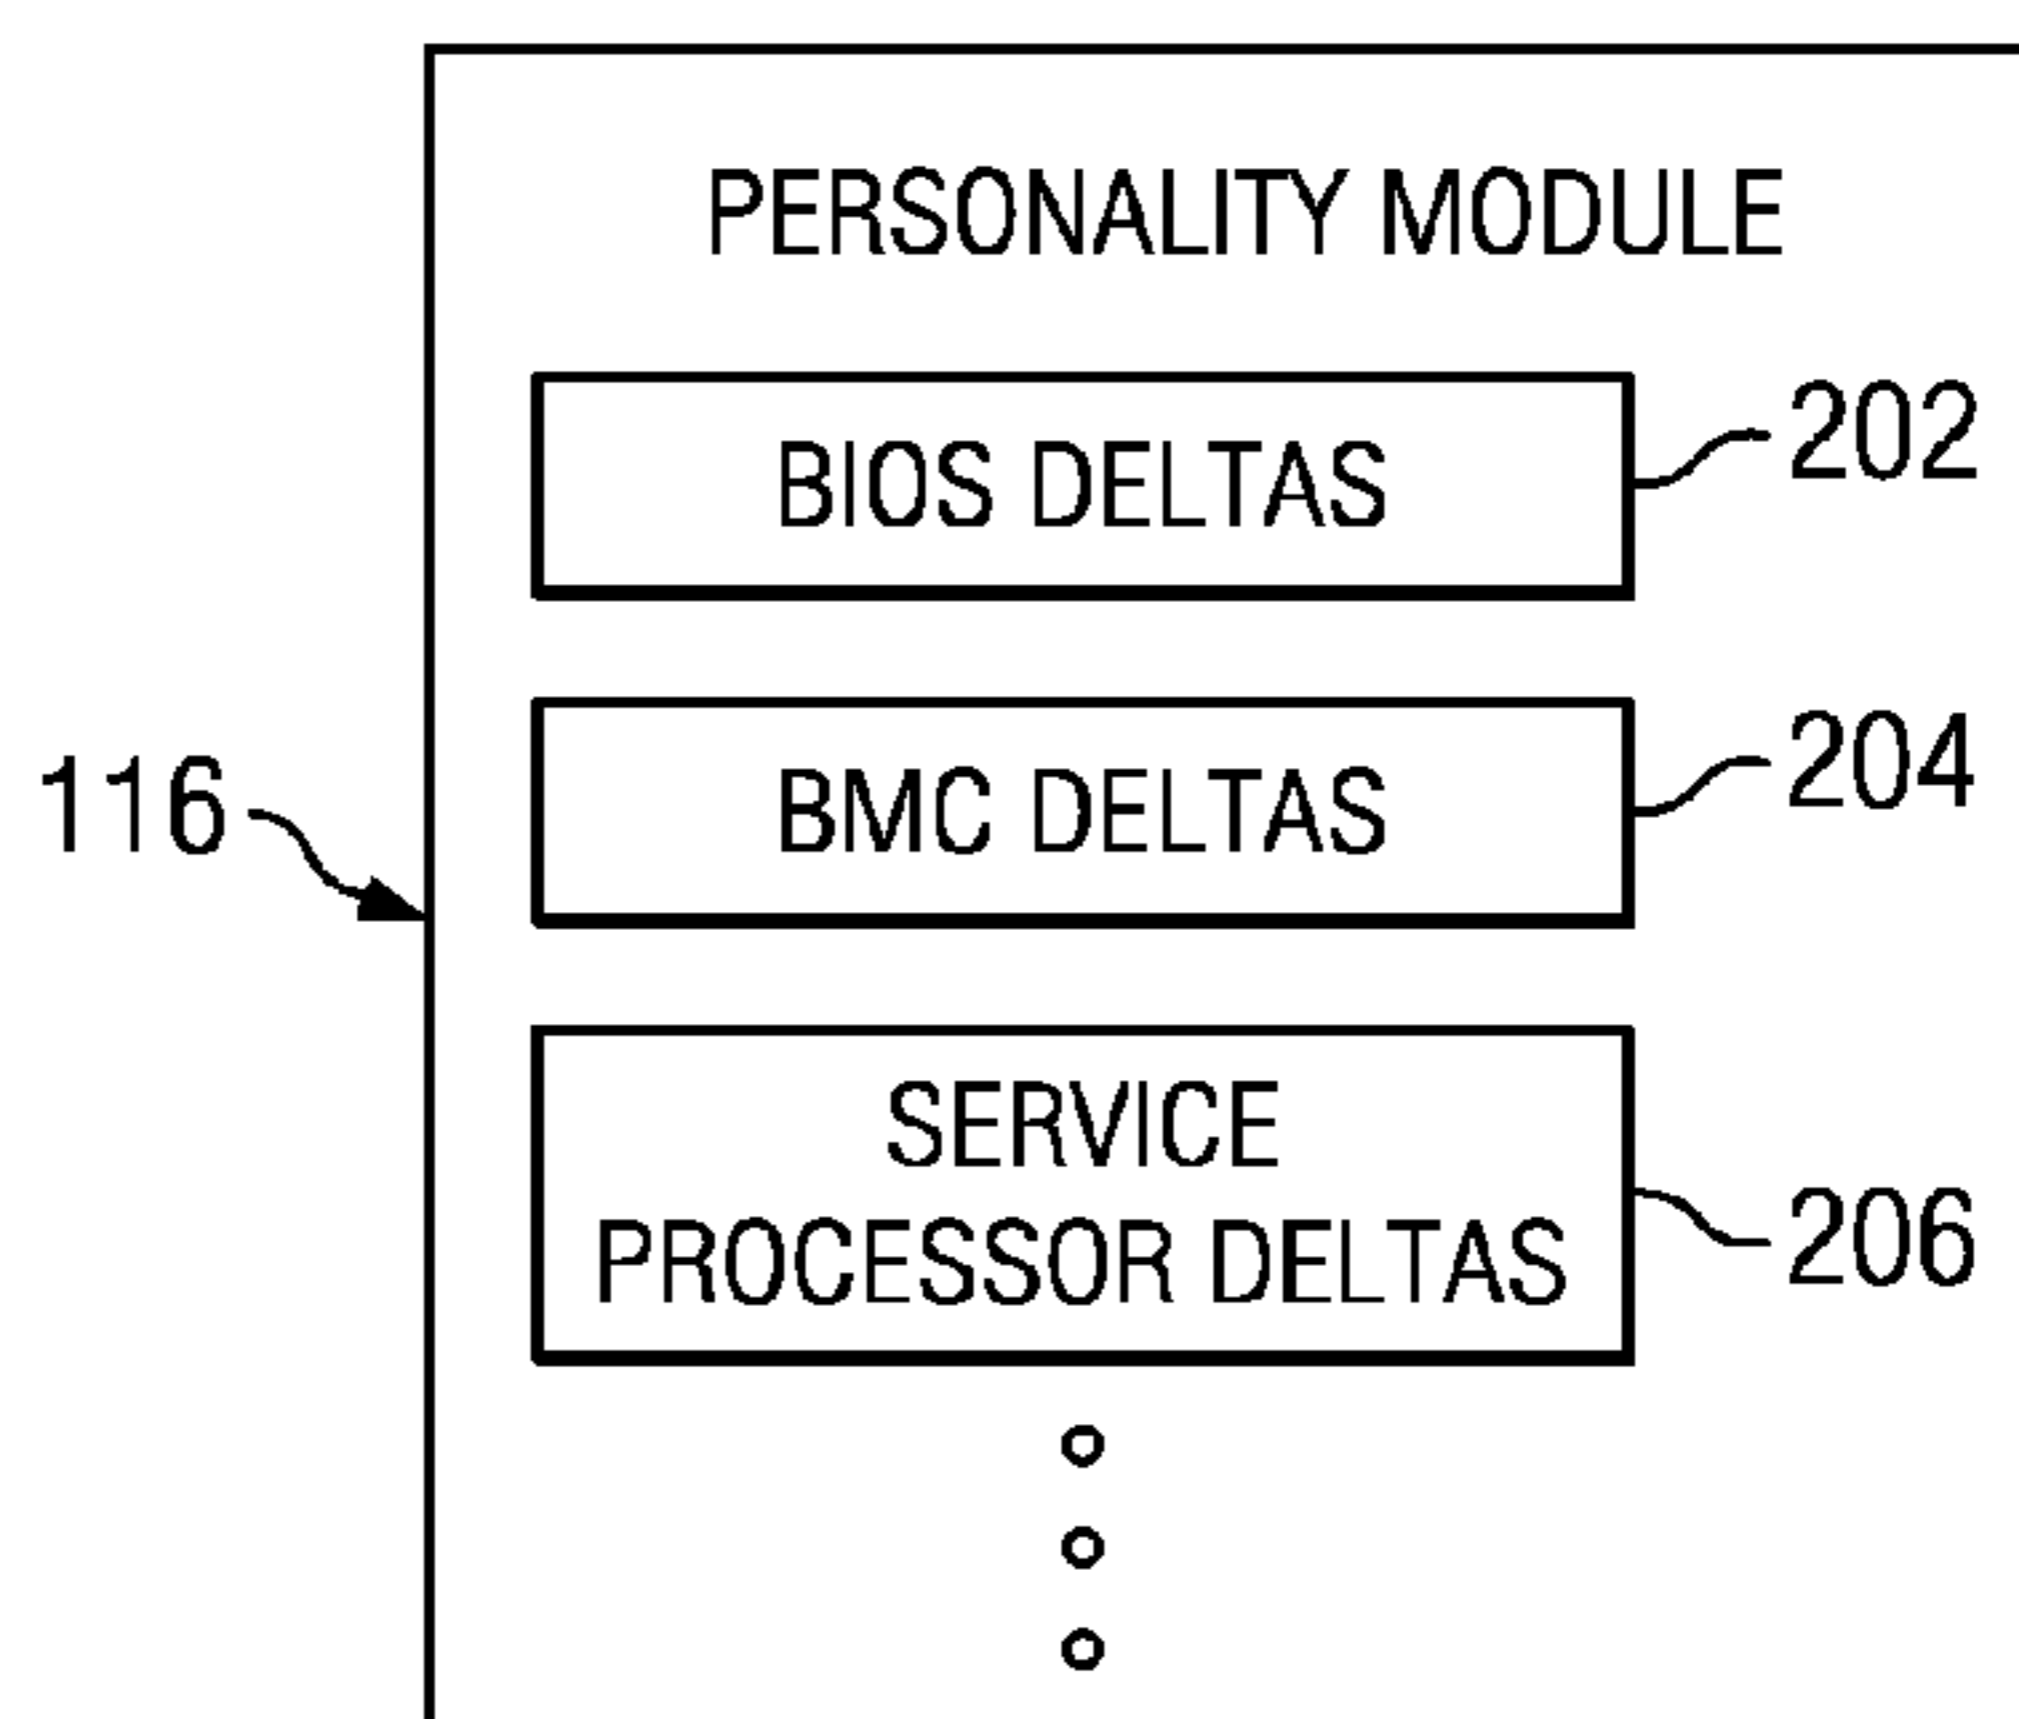 PERSONALITY MODULE
BIOS DELTAS
202
BMC DELTAS
204
116
SERVICE
PROCESSOR DELTAS
206